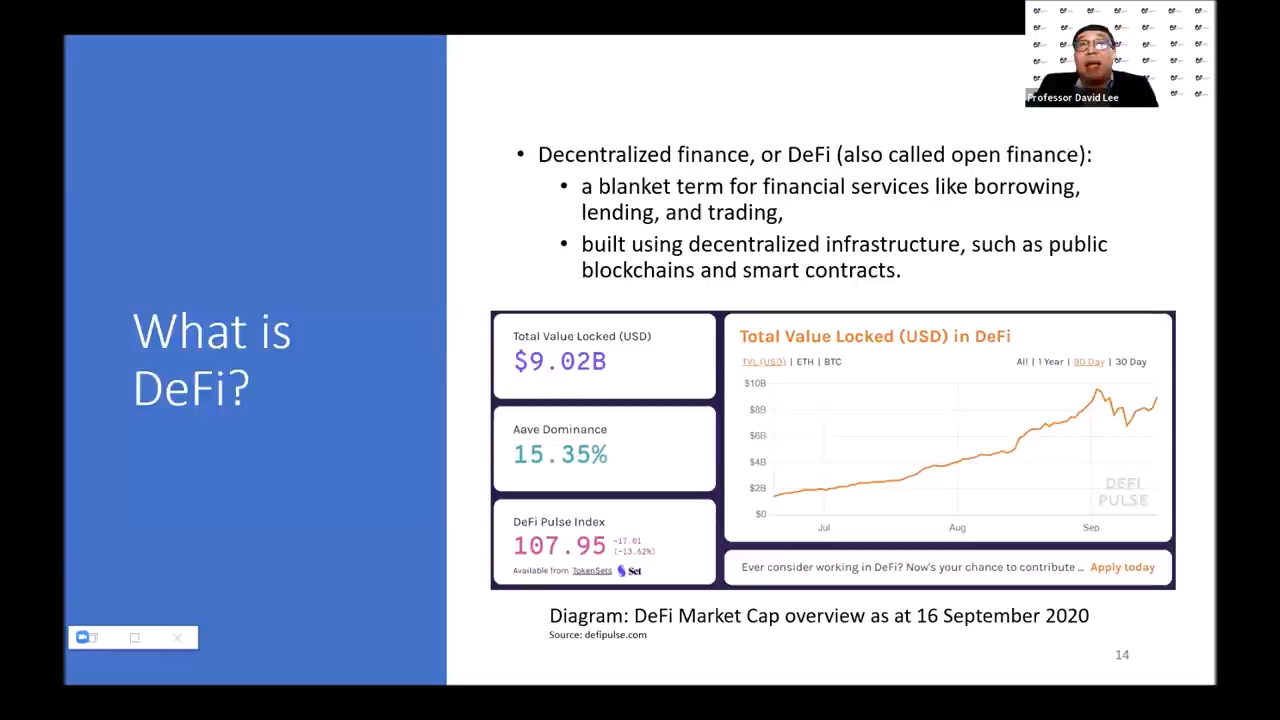 Professor David Lee
What is
DeFi?
• Decentralized finance, or DeFi (also called open finance):
• a blanket term for financial services like borrowing,
lending, and trading,
• built using decentralized infrastructure, such as public
blockchains and smart contracts.
Total Value Locked (USD)
$9.02B
Aave Dominance
15.35%
DeFi Pulse Index
107.95 -17.01
(-13.62%)
Available from TokenSets Set
Total Value Locked (USD) in DeFi
TVL (USD) | ETH | BTC All | 1 Year | 90 Day | 30 Day
$10B
$8B
$6B
$4B
$2B
$0
DEFI
PULSE
Jul Aug Sep
Ever consider working in DeFi? Now's your chance to contribute ... Apply today
Diagram: DeFi Market Cap overview as at 16 September 2020
Source: defipulse.com
14